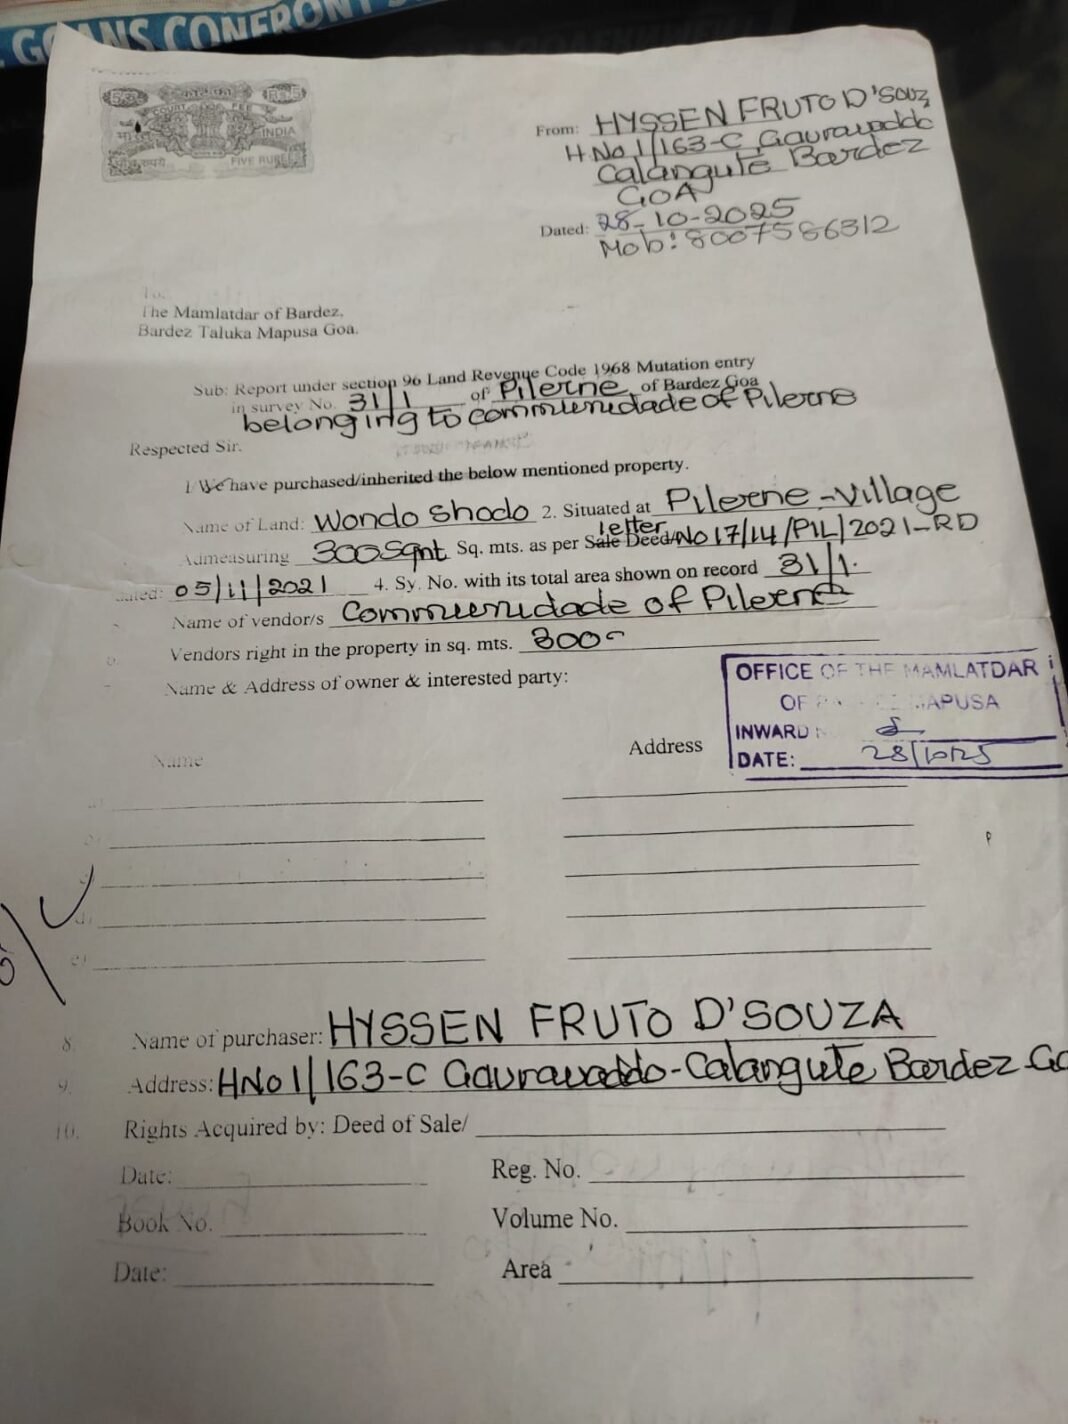 GOANS CONFRON
COURT FEE
INDIA
FIVE RUPEES
From: HYSSEN FRUTO D'SOUZ
H.No 1/163-C Gauravaddo
Calangute Bardez
GOA
Dated: 28-10-2025
Mob: 8007586312
To,
The Mamlatdar of Bardez,
Bardez Taluka Mapusa Goa.
Sub: Report under section 96 Land Revenue Code 1968 Mutation entry
in survey No. 31/1 of Pilerne of Bardez Goa
belonging to communidade of Pilerne
Respected Sir,
I We have purchased/inherited the below mentioned property.
Name of Land: Wondo Shodo 2. Situated at Pilerne-Village
Admeasuring 300Sqmt Sq. mts. as per Sale Deed/ letter No 17/14/PIL/2021-RD
dated: 05/11/2021 4. Sy. No. with its total area shown on record 31/1.
Name of vendor/s Communidade of Pilerne
Vendors right in the property in sq. mts. 300-
Name & Address of owner & interested party:
OFFICE OF THE MAMLATDAR
OF MAPUSA
INWARD
DATE: 28/10/25
Name Address
c)
d)
e)
8. Name of purchaser: HYSSEN FRUTO D'SOUZA
9. Address: HNo 1/163-C Gauravaddo-Calangute Bardez Go
10. Rights Acquired by: Deed of Sale/
Date: Reg. No.
Book No. Volume No.
Date: Area